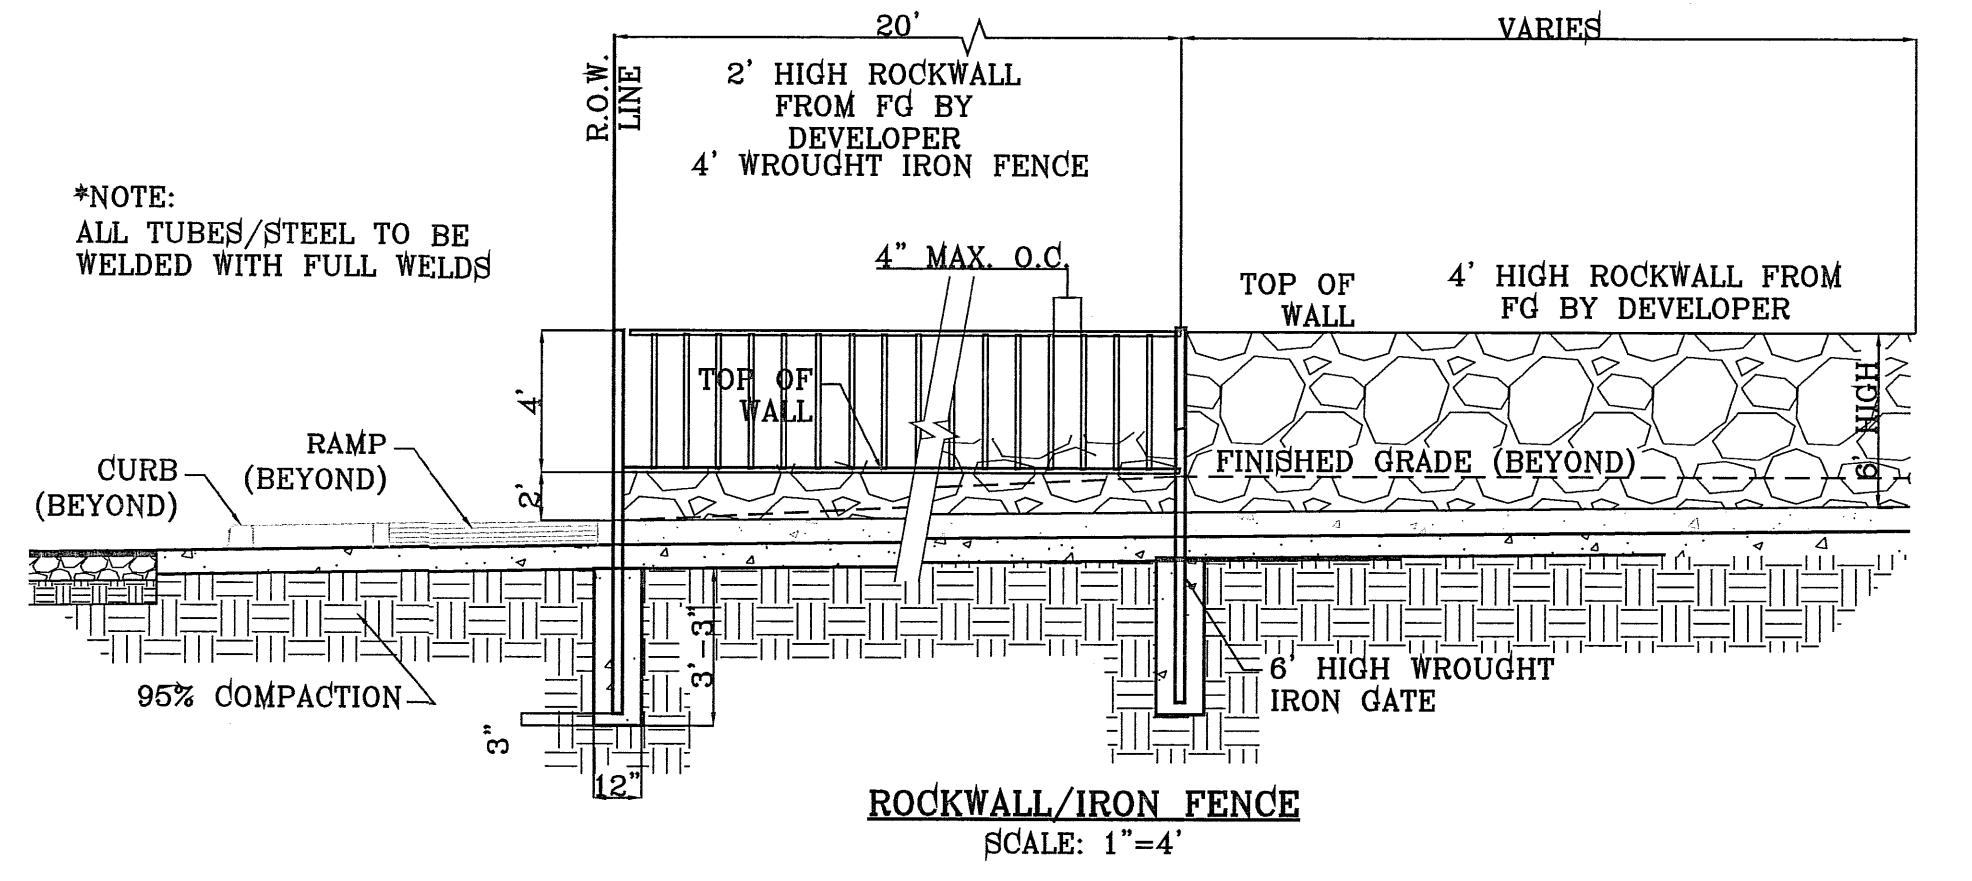 20'
VARIES
R.O.W.
LINE
2' HIGH ROCKWALL
FROM FG BY
DEVELOPER
4' WROUGHT IRON FENCE
*NOTE:
ALL TUBES/STEEL TO BE
WELDED WITH FULL WELDS
4" MAX. O.C.
TOP OF
WALL
4' HIGH ROCKWALL FROM
FG BY DEVELOPER
4'
TOP OF
WALL
6' HIGH
RAMP
(BEYOND)
CURB
(BEYOND)
FINISHED GRADE (BEYOND)
2'
3'-3"
95% COMPACTION
6' HIGH WROUGHT
IRON GATE
3"
12"
ROCKWALL/IRON FENCE
SCALE: 1"=4'